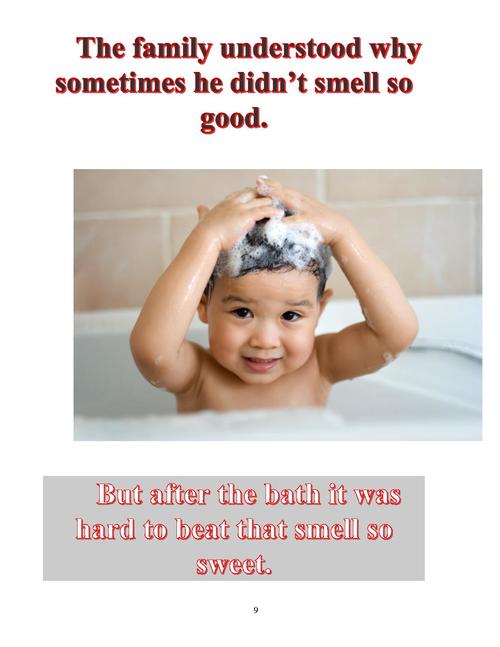 The family understood why
sometimes he didn’t smell so
good.
But after the bath it was
hard to beat that smell so
sweet.
9